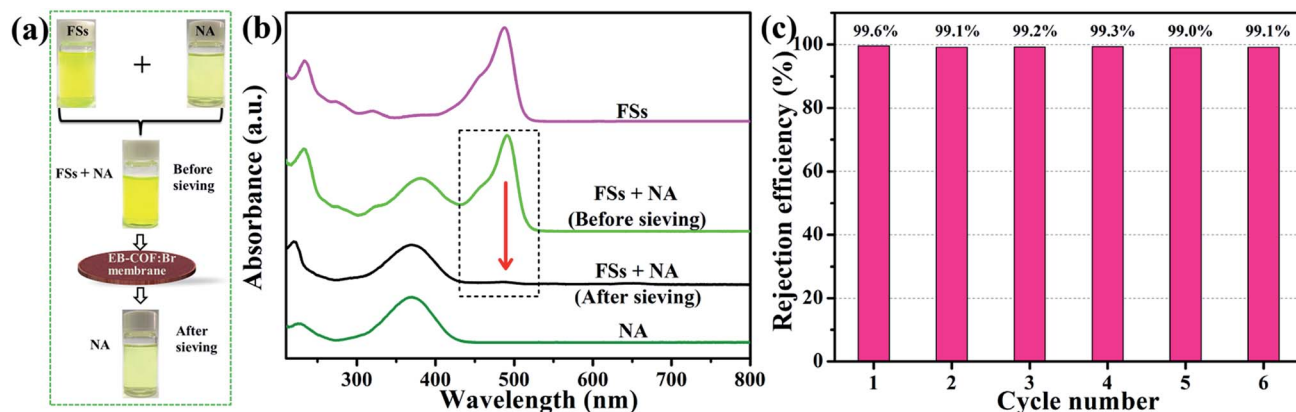 (a)
FSs
NA
+
FSs + NA
Before
sieving
EB-COF:Br
membrane
NA
After
sieving
(b)
Absorbance (a.u.)
FSs
FSs + NA
(Before sieving)
FSs + NA
(After sieving)
NA
300 400 500 600 700 800
Wavelength (nm)
(c)
Rejection efficiency (%)
100
80
60
40
20
0
99.6% 99.1% 99.2% 99.3% 99.0% 99.1%
1 2 3 4 5 6
Cycle number